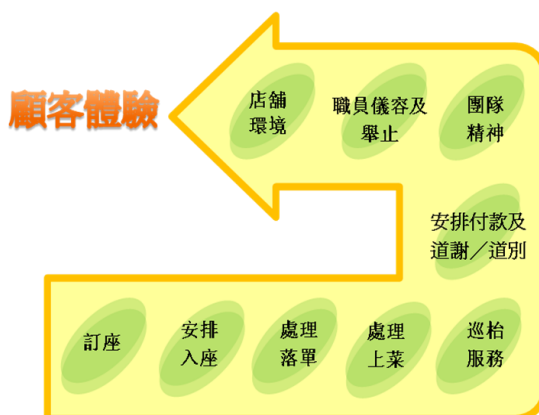 顧客體驗
店舖
環境
職員儀容及
舉止
團隊
精神
安排付款及
道謝／道別
訂座
安排
入座
處理
落單
處理
上菜
巡枱
服務